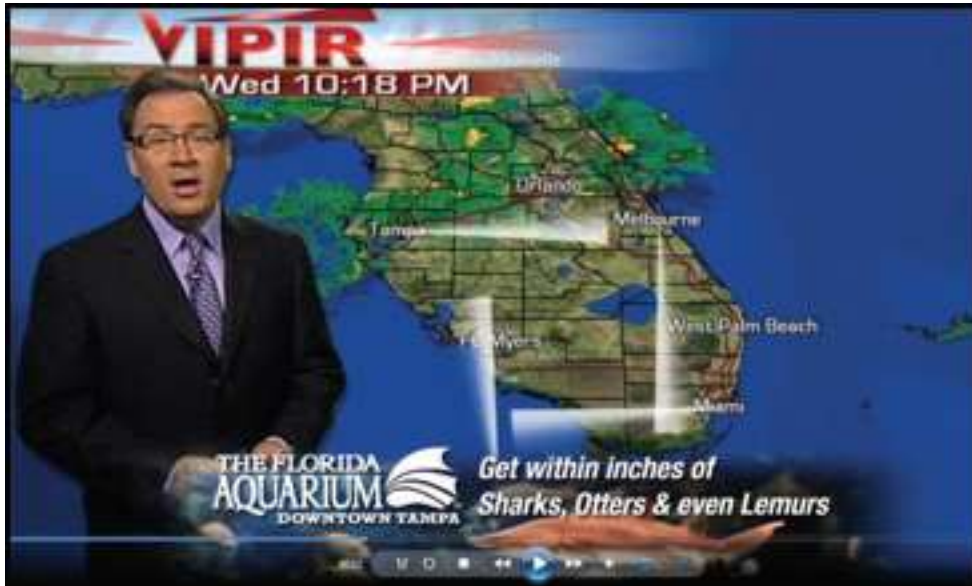 VIPIR
Wed 10:18 PM
Orlando
Tampa
Melbourne
West Palm Beach
Ft. Myers
Miami
THE FLORIDA
AQUARIUM
DOWNTOWN TAMPA
Get within inches of
Sharks, Otters & even Lemurs